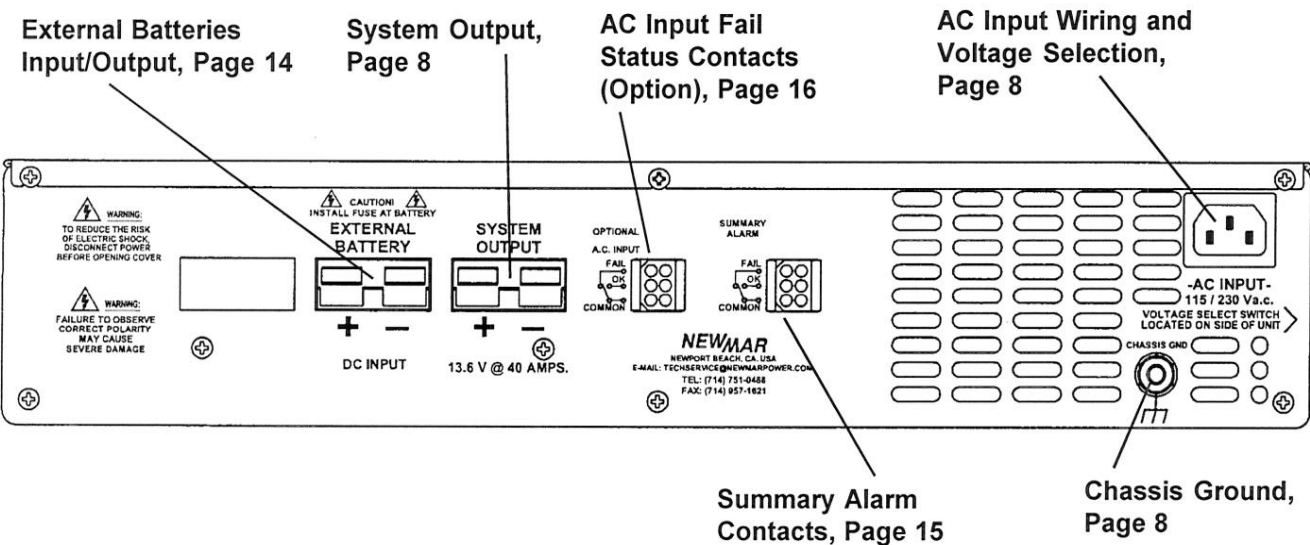 External Batteries
Input/Output, Page 14
System Output,
Page 8
AC Input Fail
Status Contacts
(Option), Page 16
AC Input Wiring and
Voltage Selection,
Page 8
WARNING:
TO REDUCE THE RISK
OF ELECTRIC SHOCK,
DISCONNECT POWER
BEFORE OPENING COVER
WARNING:
FAILURE TO OBSERVE
CORRECT POLARITY
MAY CAUSE
SEVERE DAMAGE
CAUTION!
INSTALL FUSE AT BATTERY
EXTERNAL
BATTERY
+ −
DC INPUT
SYSTEM
OUTPUT
+ −
13.6 V @ 40 AMPS.
OPTIONAL
A.C. INPUT
FAIL
OK
COMMON
SUMMARY
ALARM
FAIL
OK
COMMON
NEWMAR
NEWPORT BEACH, CA. USA
E-MAIL: TECHSERVICE@NEWMARPOWER.COM
TEL: (714) 751-0488
FAX: (714) 957-1621
-AC INPUT-
115 / 230 Va.c.
VOLTAGE SELECT SWITCH
LOCATED ON SIDE OF UNIT
CHASSIS GND
Summary Alarm
Contacts, Page 15
Chassis Ground,
Page 8